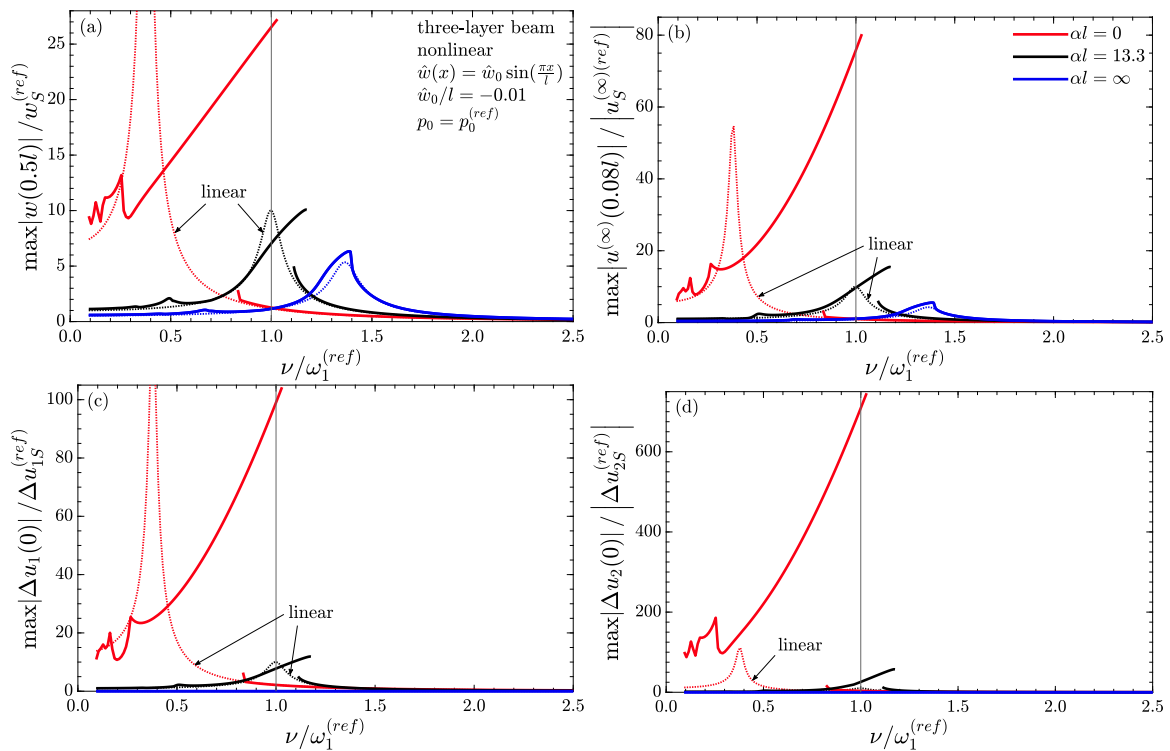 (a)
three-layer beam
nonlinear
ŵ(x) = ŵ₀ sin(πx/l)
ŵ₀/l = −0.01
p₀ = p₀^(ref)
linear
max|w(0.5l)| / w_S^(ref)
25
20
15
10
5
0
0.0 0.5 1.0 1.5 2.0 2.5
ν/ω₁^(ref)
(b)
αl = 0
αl = 13.3
αl = ∞
linear
max|u^(∞)(0.08l)| / |u_S^(∞)(ref)|
80
60
40
20
0
0.0 0.5 1.0 1.5 2.0 2.5
ν/ω₁^(ref)
(c)
linear
max|Δu₁(0)| / Δu_1S^(ref)
100
80
60
40
20
0
0.0 0.5 1.0 1.5 2.0 2.5
ν/ω₁^(ref)
(d)
linear
max|Δu₂(0)| / |Δu_2S^(ref)|
600
400
200
0
0.0 0.5 1.0 1.5 2.0 2.5
ν/ω₁^(ref)